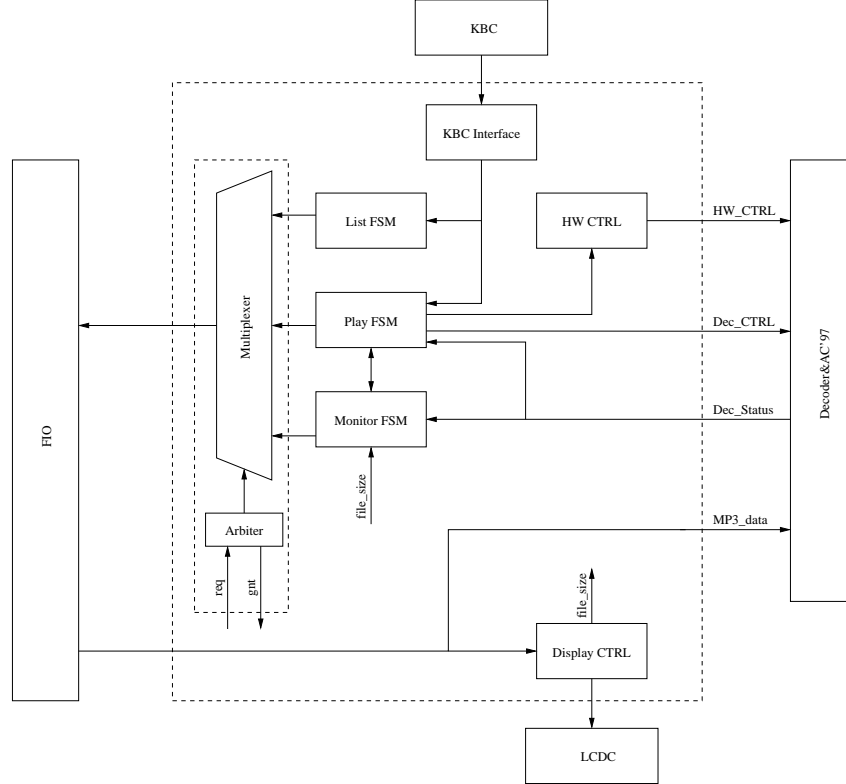 KBC
KBC Interface
List FSM
HW CTRL
HW_CTRL
Multiplexer
Play FSM
Dec_CTRL
Decoder&AC'97
Monitor FSM
Dec_Status
FIO
file_size
Arbiter
MP3_data
req
gnt
file_size
Display CTRL
LCDC